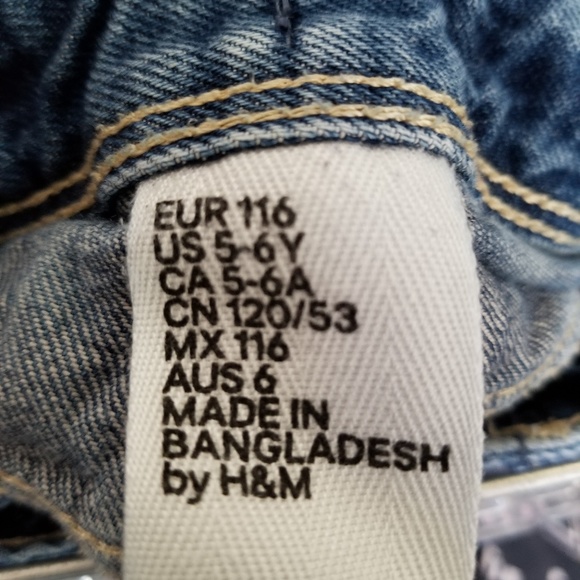 EUR 116
US 5-6Y
CA 5-6A
CN 120/53
MX 116
AUS 6
MADE IN
BANGLADESH
by H&M